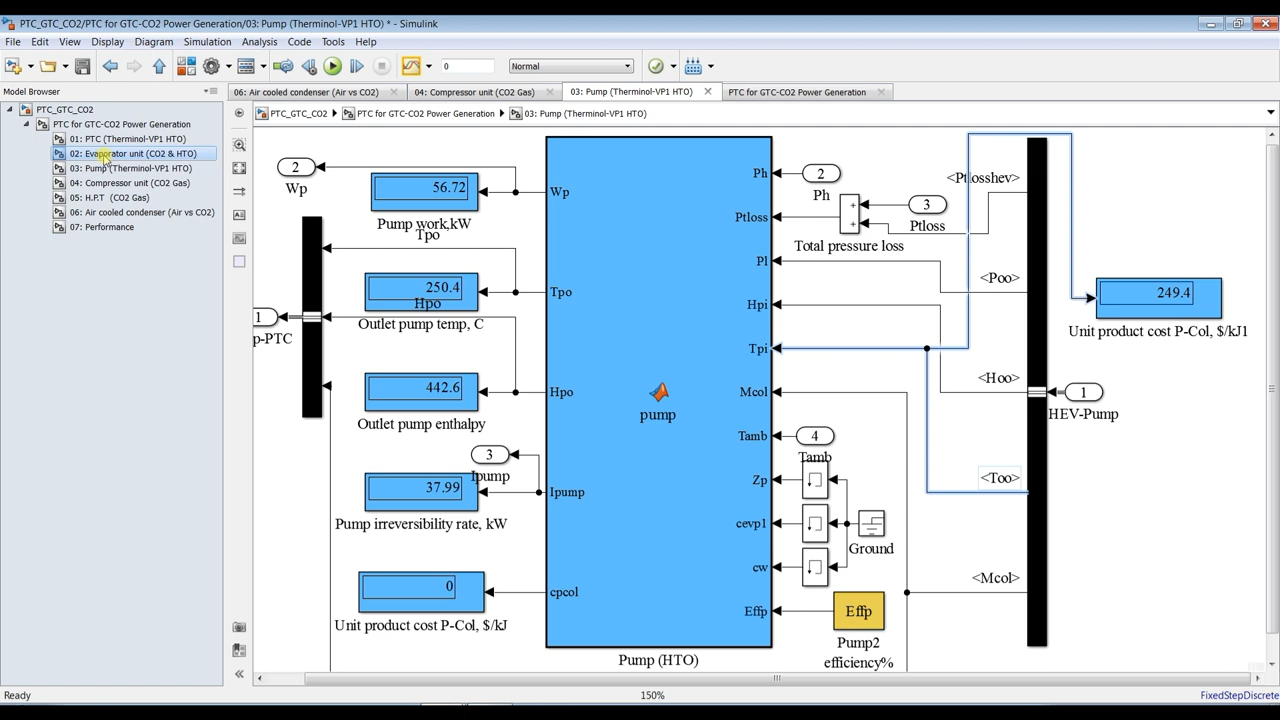 PTC_GTC_CO2/PTC for GTC-CO2 Power Generation/03: Pump (Therminol-VP1 HTO) * - Simulink
File Edit View Display Diagram Simulation Analysis Code Tools Help
0 Normal
Model Browser
06: Air cooled condenser (Air vs CO2) 04: Compressor unit (CO2 Gas) 03: Pump (Therminol-VP1 HTO) PTC for GTC-CO2 Power Generation
PTC_GTC_CO2 PTC for GTC-CO2 Power Generation 03: Pump (Therminol-VP1 HTO)
PTC_GTC_CO2
PTC for GTC-CO2 Power Generation
01: PTC (Therminol-VP1 HTO)
02: Evaporator unit (CO2 & HTO)
03: Pump (Therminol-VP1 HTO)
04: Compressor unit (CO2 Gas)
05: H.P.T (CO2 Gas)
06: Air cooled condenser (Air vs CO2)
07: Performance
2
Wp
56.72
Pump work,kW
Tpo
250.4
Hpo
Outlet pump temp, C
1
p-PTC
442.6
Outlet pump enthalpy
3
Ipump
37.99
Pump irreversibility rate, kW
0
Unit product cost P-Col, $/kJ
Wp
Tpo
Hpo
Ipump
cpcol
pump
Ph
Ptloss
Pl
Hpi
Tpi
Mcol
Tamb
Zp
cevp1
cw
Effp
Pump (HTO)
2
Ph
+
+
3
Ptloss
Total pressure loss
4
Tamb
Ground
Effp
Pump2
efficiency%
<Ptlosshev>
<Poo>
<Hoo>
<Too>
<Mcol>
249.4
Unit product cost P-Col, $/kJ1
1
HEV-Pump
Ready
150%
FixedStepDiscrete